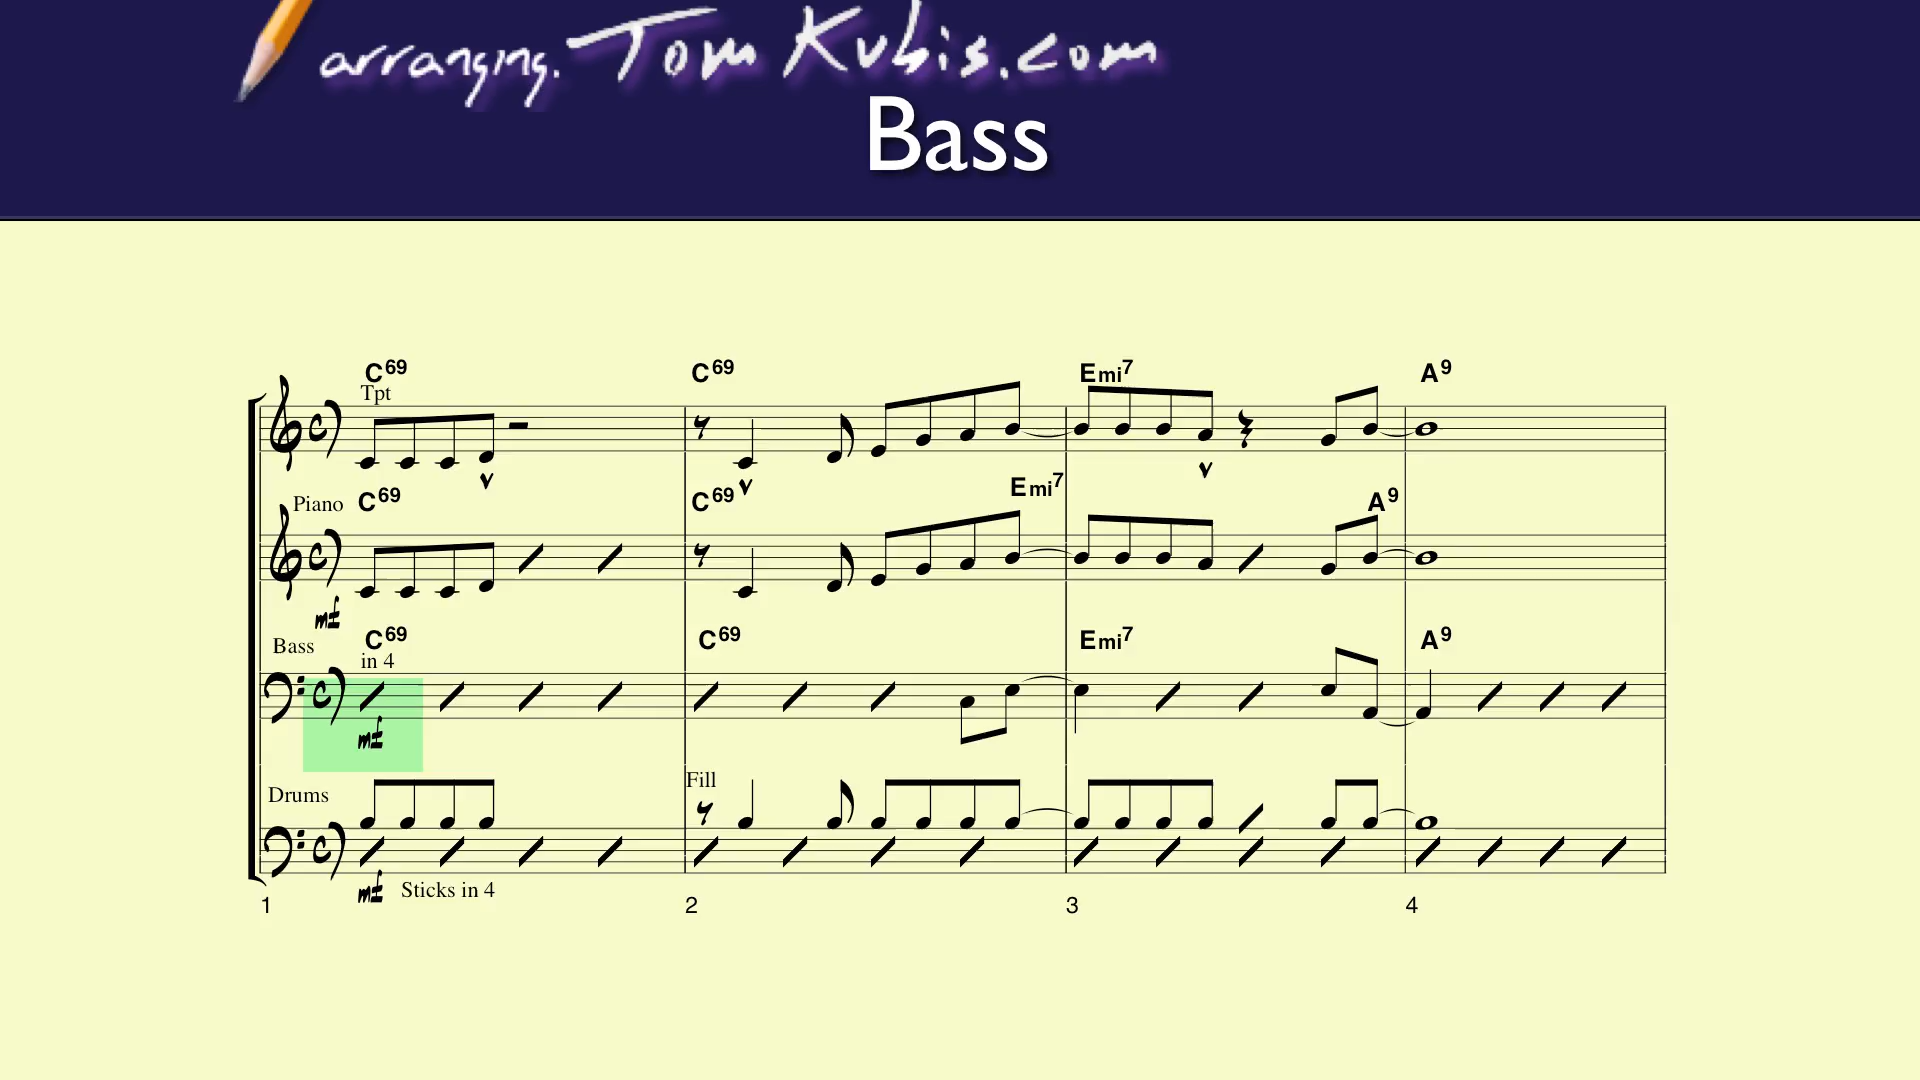 arranging.TomKubis.com
Bass
C69 C69 Emi7 A9
Tpt
Emi7
Piano C69 C69 A9
mf
Bass C69 C69 Emi7 A9
in 4
mf
Fill
Drums
mf Sticks in 4
1 2 3 4